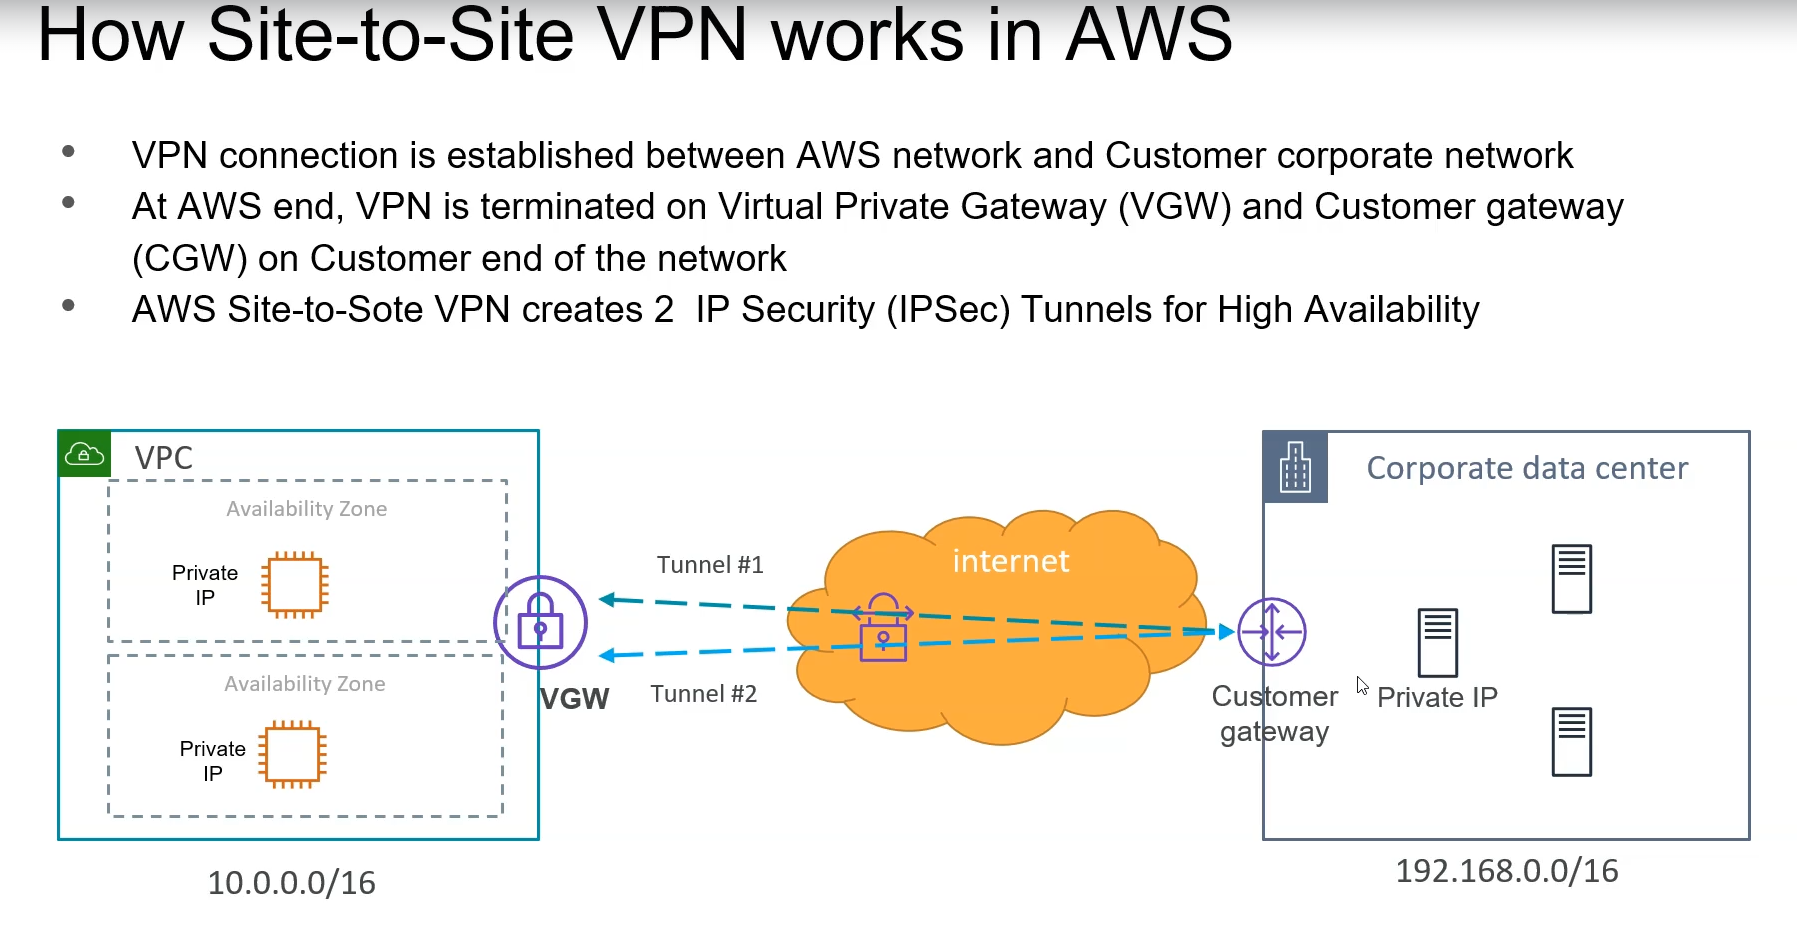 How Site-to-Site VPN works in AWS
• VPN connection is established between AWS network and Customer corporate network
• At AWS end, VPN is terminated on Virtual Private Gateway (VGW) and Customer gateway
(CGW) on Customer end of the network
• AWS Site-to-Sote VPN creates 2  IP Security (IPSec) Tunnels for High Availability
VPC
Availability Zone
Private
IP
Availability Zone
Private
IP
10.0.0.0/16
VGW
Tunnel #1
Tunnel #2
internet
Customer
gateway
Corporate data center
Private IP
192.168.0.0/16